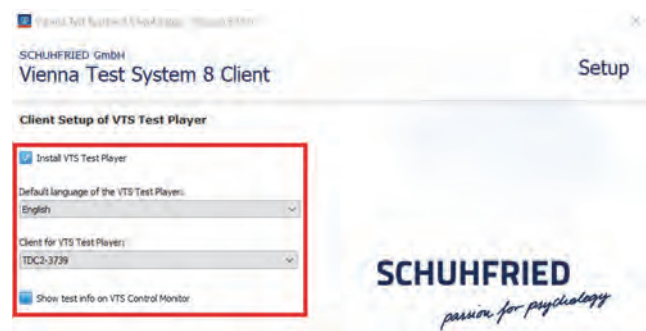 SCHUHFRIED GmbH
Vienna Test System 8 Client
Setup
Client Setup of VTS Test Player
Install VTS Test Player
Default language of the VTS Test Player:
English
Client for VTS Test Player:
TDC2-3739
Show test info on VTS Control Monitor
SCHUHFRIED
passion for psychology